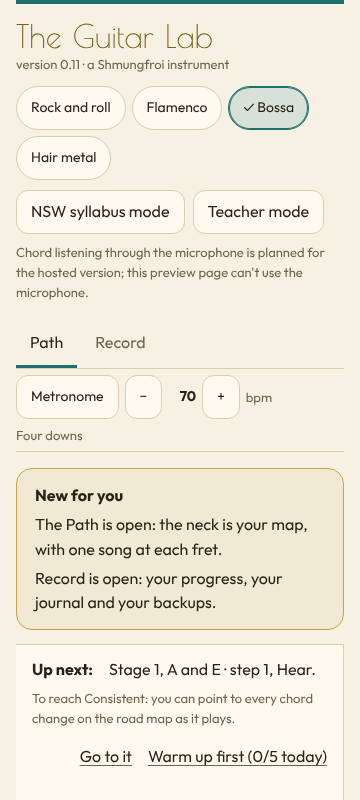 The Guitar Lab
version 0.11 · a Shmungfroi instrument
Rock and roll Flamenco ✓ Bossa
Hair metal
NSW syllabus mode Teacher mode
Chord listening through the microphone is planned for
the hosted version; this preview page can't use the
microphone.
Path Record
Metronome − 70 + bpm
Four downs
New for you
The Path is open: the neck is your map,
with one song at each fret.
Record is open: your progress, your
journal and your backups.
Up next: Stage 1, A and E · step 1, Hear.
To reach Consistent: you can point to every chord
change on the road map as it plays.
Go to it Warm up first (0/5 today)